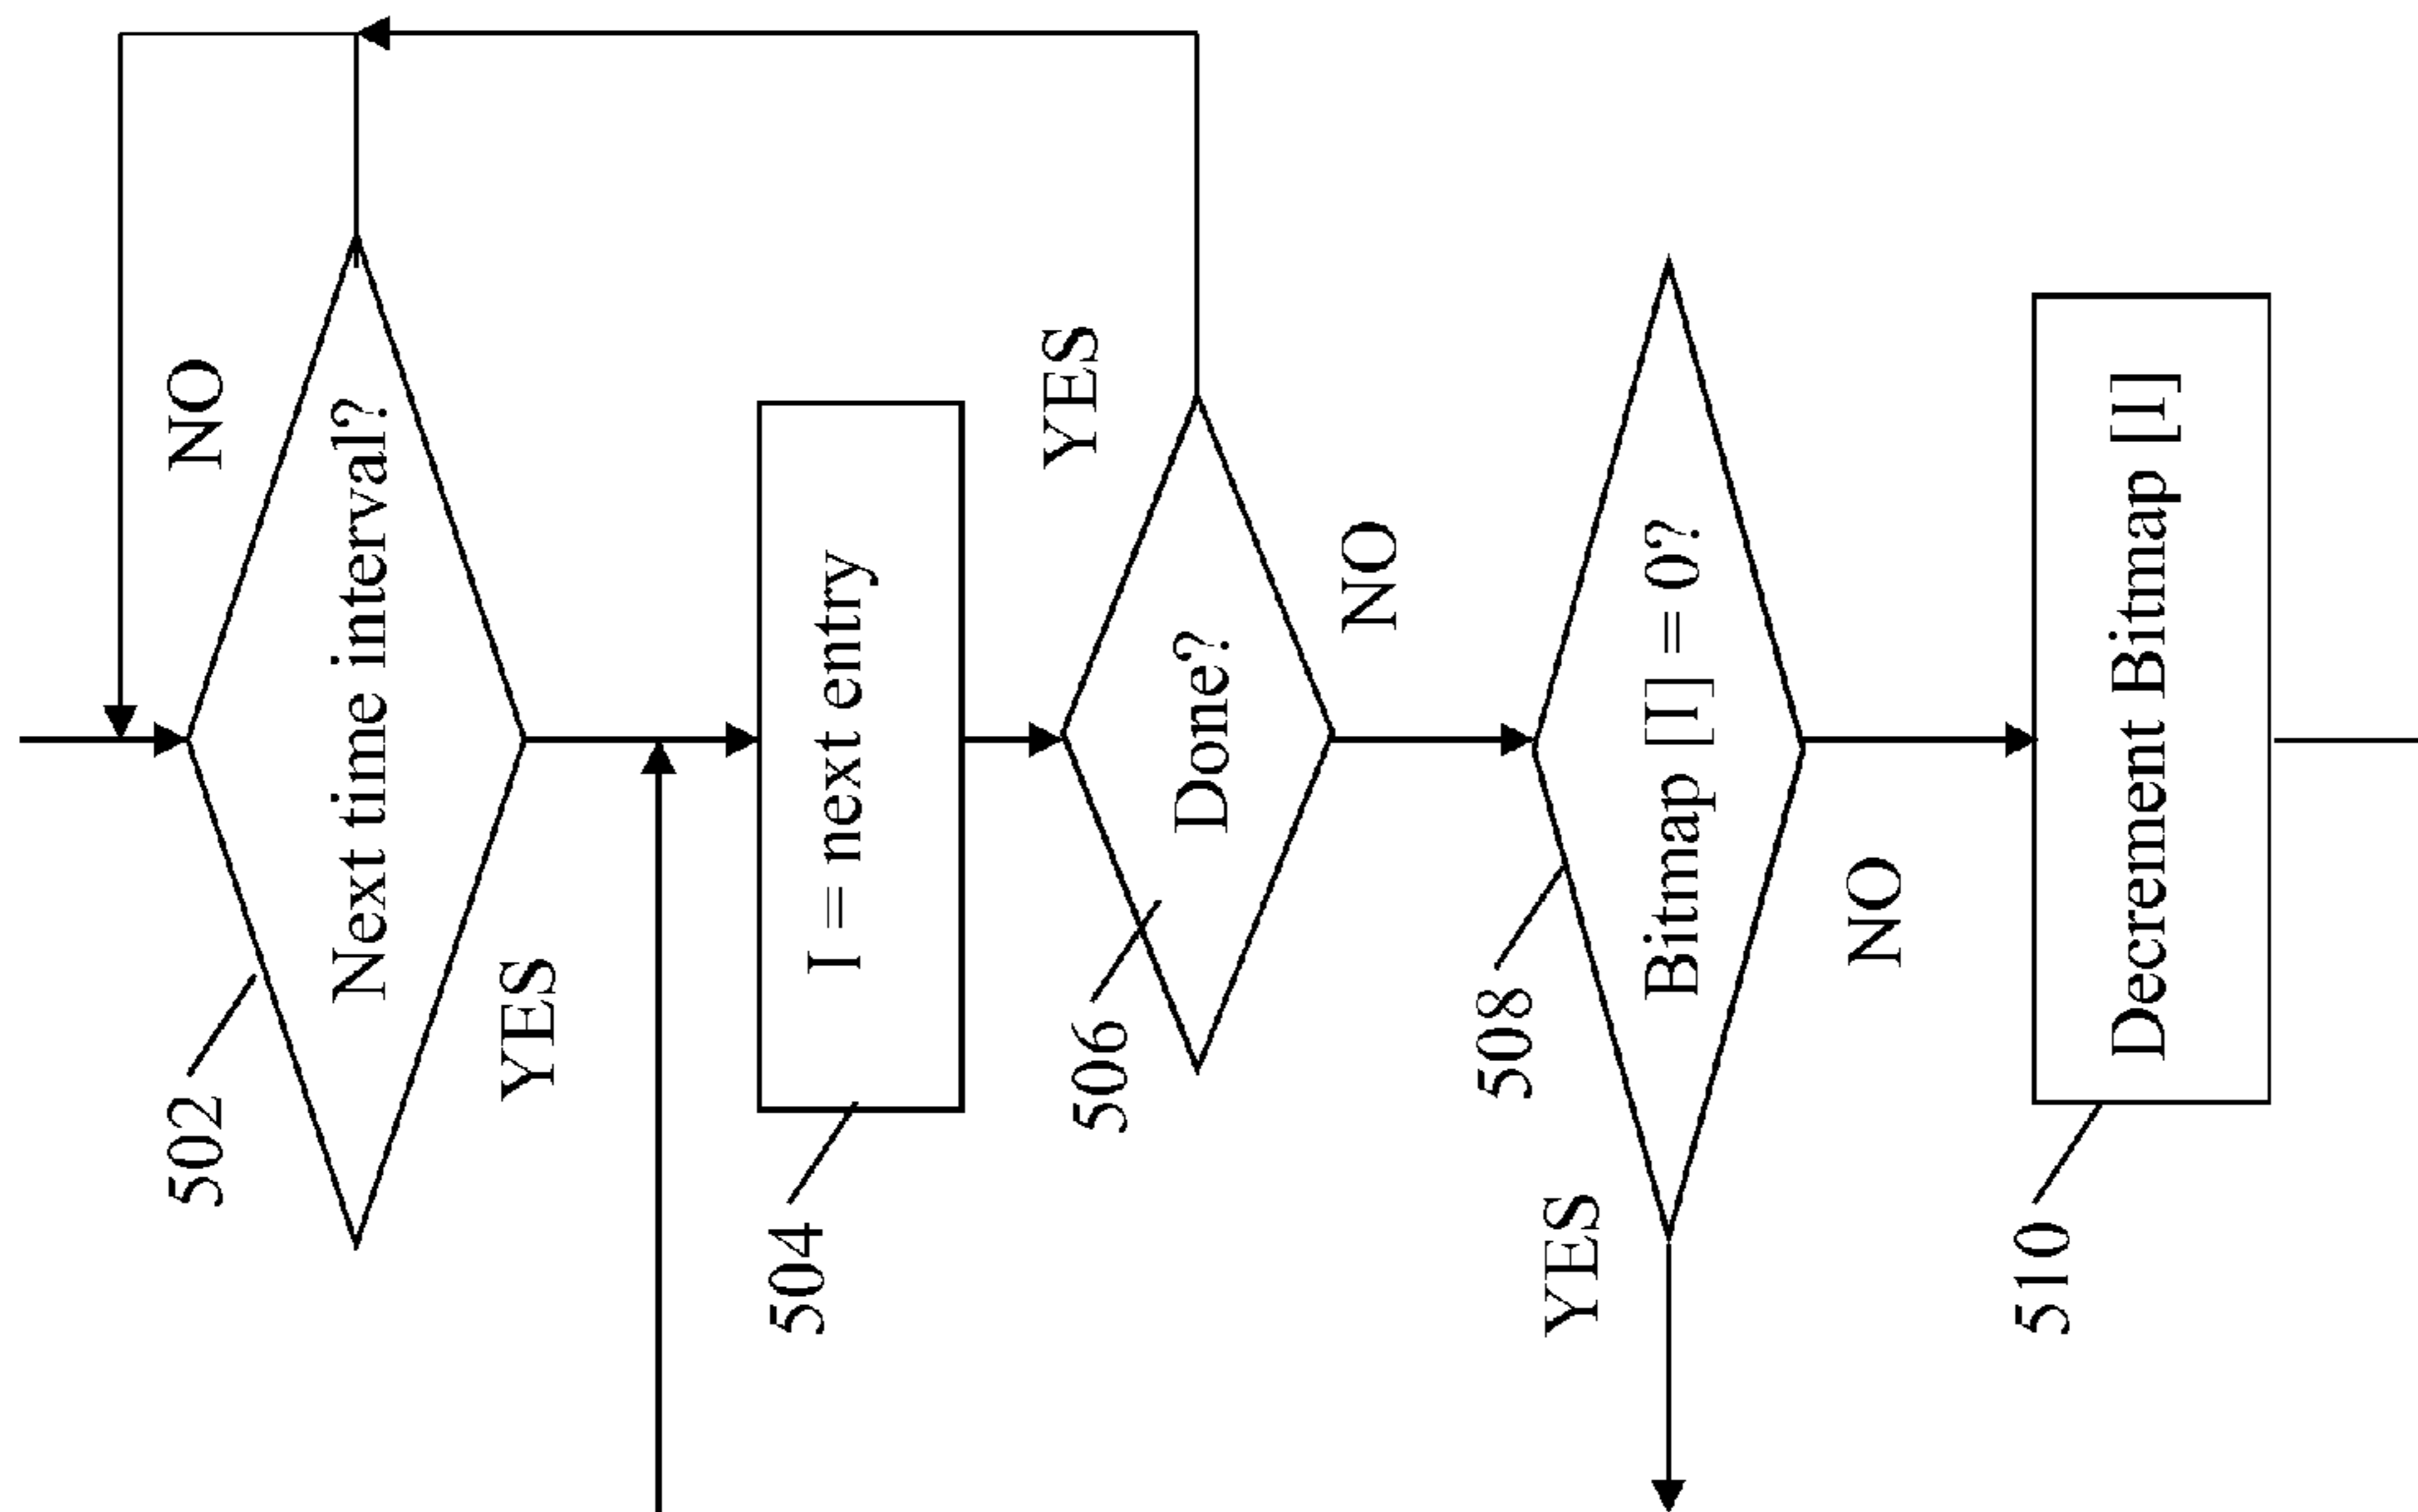 502
Next time interval?
NO
YES
504
I = next entry
506
Done?
YES
NO
508
Bitmap [I] = 0?
YES
NO
510
Decrement Bitmap [I]